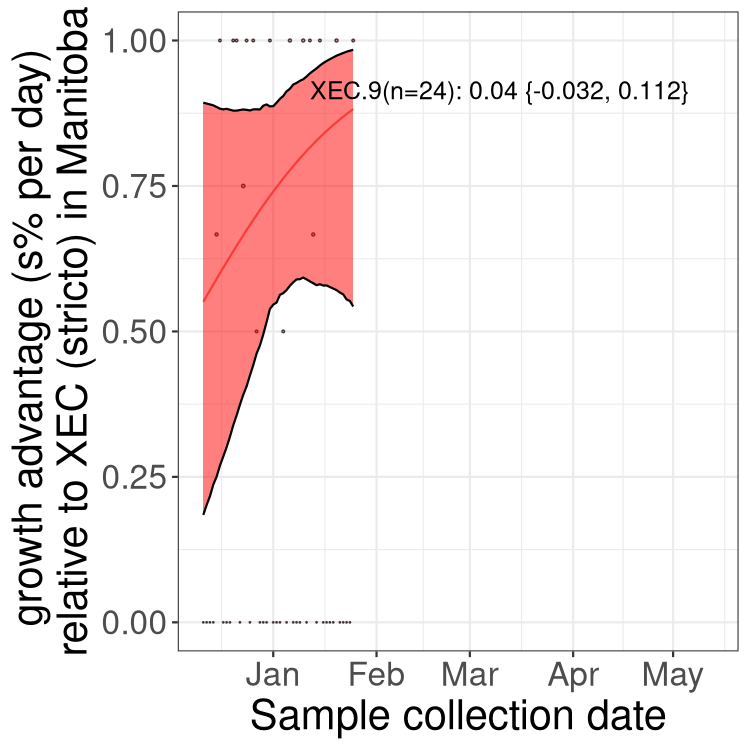 growth advantage (s% per day)
relative to XEC (stricto) in Manitoba
1.00
0.75
0.50
0.25
0.00
XEC.9(n=24): 0.04 {-0.032, 0.112}
Jan Feb Mar Apr May
Sample collection date